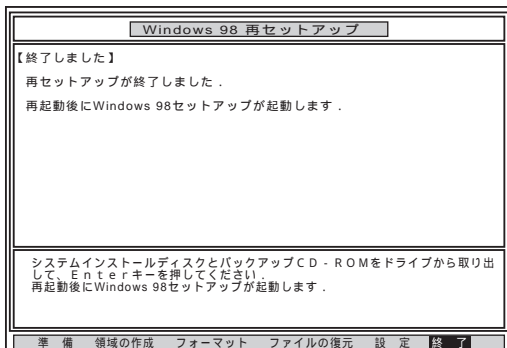 Windows 98 再セットアップ
【終了しました】
再セットアップが終了しました．
再起動後にWindows 98セットアップが起動します．
システムインストールディスクとバックアップＣＤ‐ＲＯＭをドライブから取り出
して、Ｅｎｔｅｒキーを押してください．
再起動後にWindows 98セットアップが起動します．
準　備　領域の作成　フォーマット　ファイルの復元　設　定　終　了